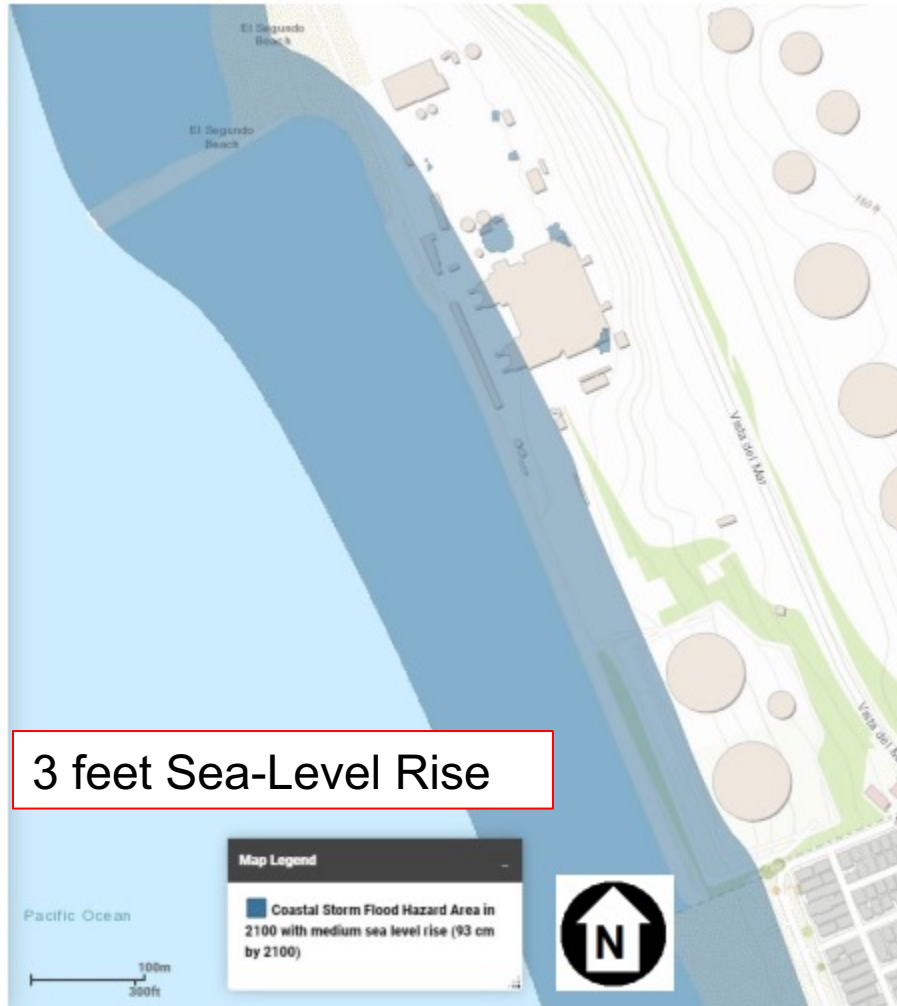 El Segundo
Beach
El Segundo
Beach
150 ft
Vista del Mar
Vista del M
3 feet Sea-Level Rise
Map Legend
Coastal Storm Flood Hazard Area in
2100 with medium sea level rise (93 cm
by 2100)
N
Pacific Ocean
100m
300ft